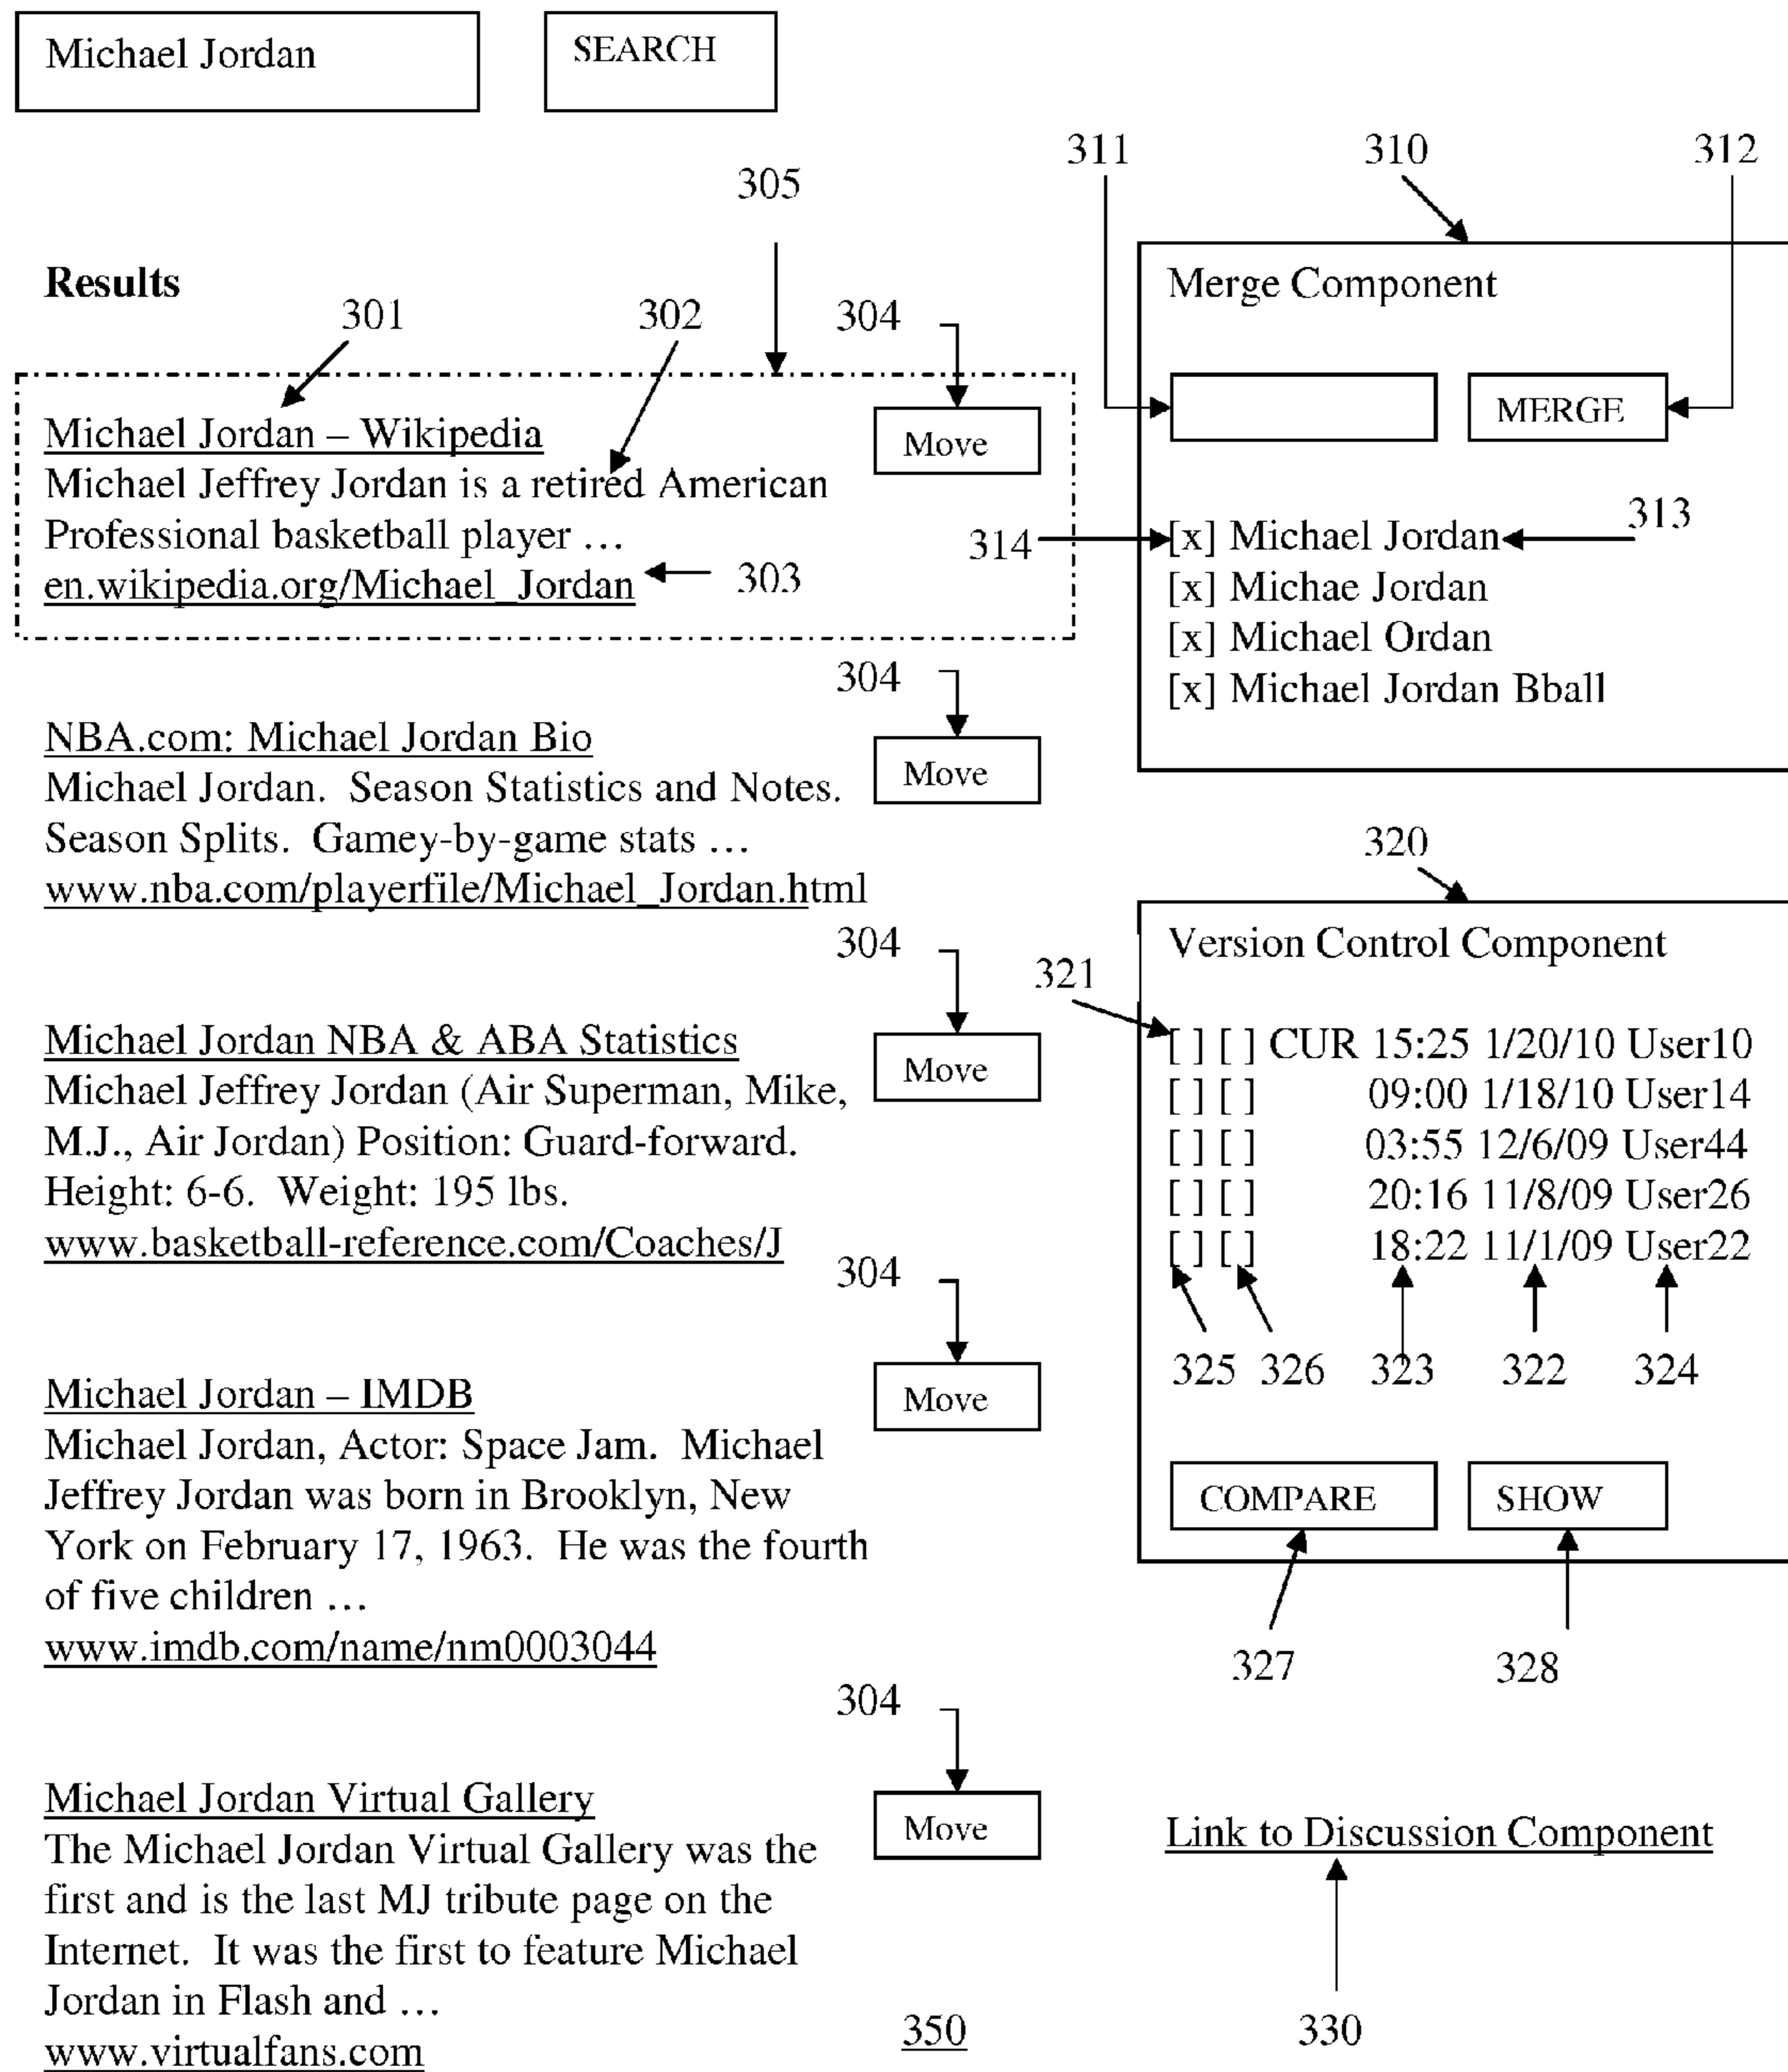 Michael Jordan
SEARCH
311
310
312
305
Results
301
302
304
Michael Jordan – Wikipedia
Michael Jeffrey Jordan is a retired American
Professional basketball player …
en.wikipedia.org/Michael_Jordan
303
Move
Merge Component
MERGE
314
[x] Michael Jordan
313
[x] Michae Jordan
[x] Michael Ordan
[x] Michael Jordan Bball
304
NBA.com: Michael Jordan Bio
Michael Jordan. Season Statistics and Notes.
Season Splits. Gamey-by-game stats …
www.nba.com/playerfile/Michael_Jordan.html
Move
320
304
Version Control Component
321
Michael Jordan NBA & ABA Statistics
Michael Jeffrey Jordan (Air Superman, Mike,
M.J., Air Jordan) Position: Guard-forward.
Height: 6-6. Weight: 195 lbs.
www.basketball-reference.com/Coaches/J
Move
[ ] [ ] CUR 15:25 1/20/10 User10
[ ] [ ] 09:00 1/18/10 User14
[ ] [ ] 03:55 12/6/09 User44
[ ] [ ] 20:16 11/8/09 User26
[ ] [ ] 18:22 11/1/09 User22
304
325 326 323 322 324
Michael Jordan – IMDB
Michael Jordan, Actor: Space Jam. Michael
Jeffrey Jordan was born in Brooklyn, New
York on February 17, 1963. He was the fourth
of five children …
www.imdb.com/name/nm0003044
Move
COMPARE
SHOW
327
328
304
Michael Jordan Virtual Gallery
The Michael Jordan Virtual Gallery was the
first and is the last MJ tribute page on the
Internet. It was the first to feature Michael
Jordan in Flash and …
www.virtualfans.com
Move
Link to Discussion Component
350
330